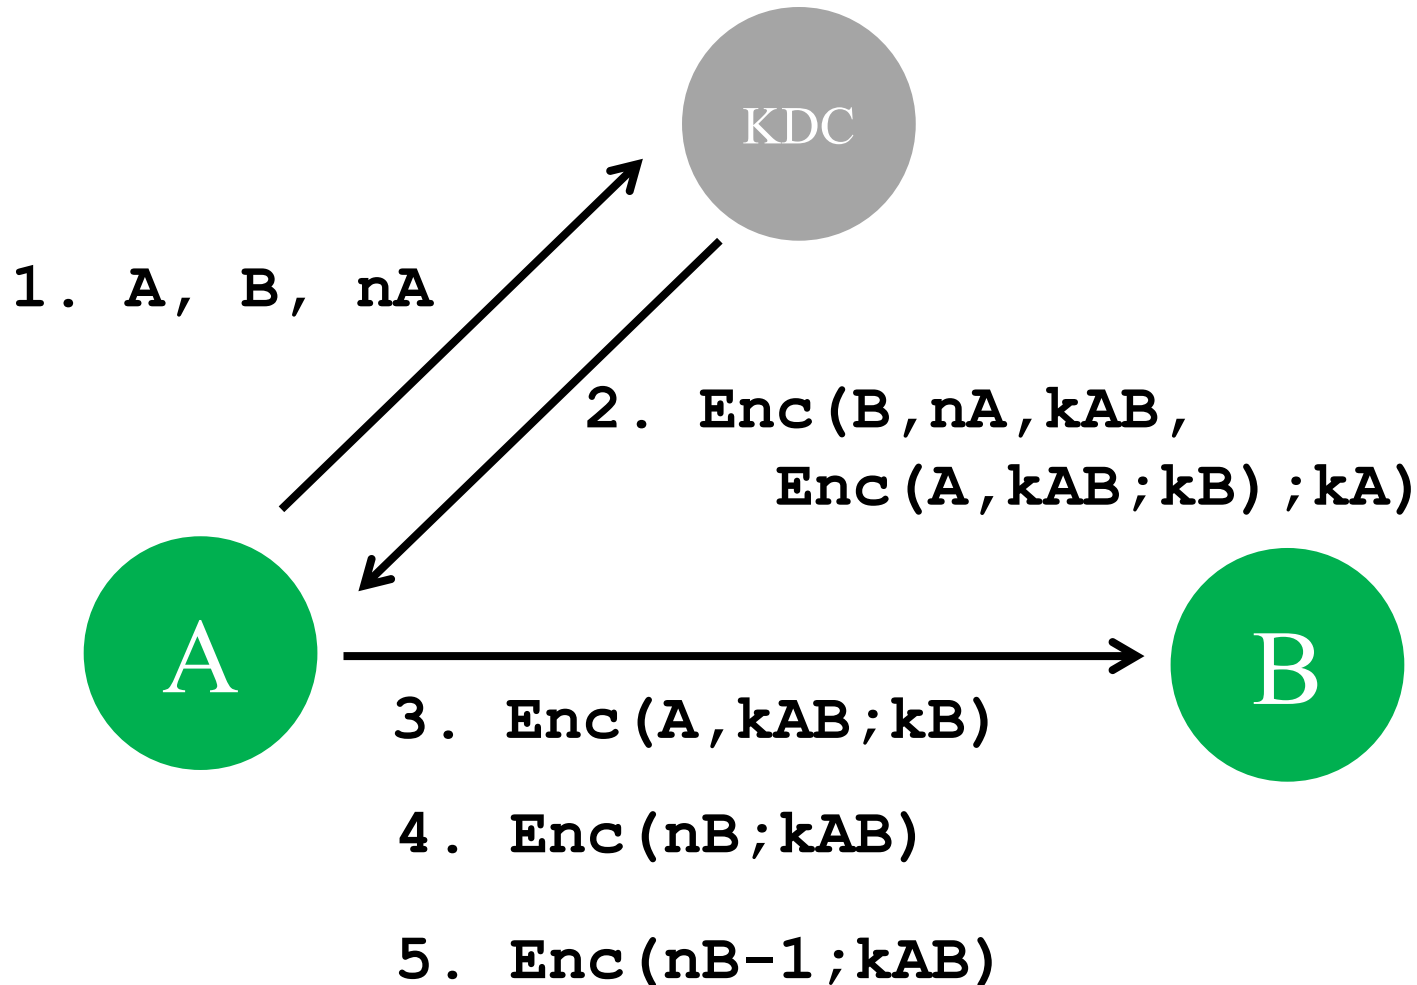 KDC
1. A, B, nA
2. Enc(B,nA,kAB,
Enc(A,kAB;kB);kA)
A
B
3. Enc(A,kAB;kB)
4. Enc(nB;kAB)
5. Enc(nB-1;kAB)